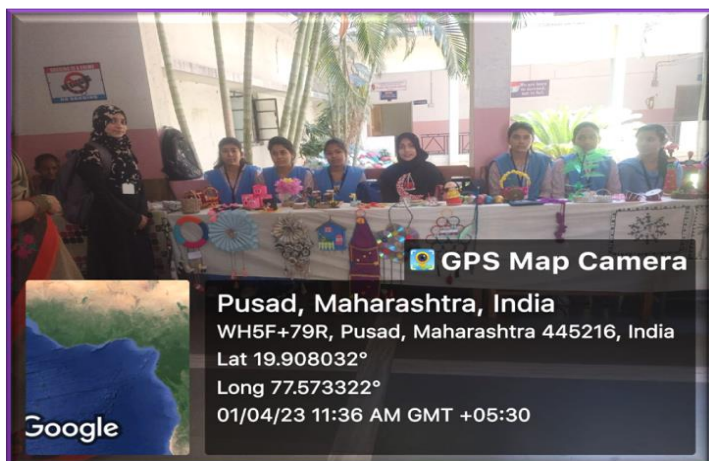 GPS Map Camera
Pusad, Maharashtra, India
WH5F+79R, Pusad, Maharashtra 445216, India
Lat 19.908032°
Long 77.573322°
01/04/23 11:36 AM GMT +05:30
Google